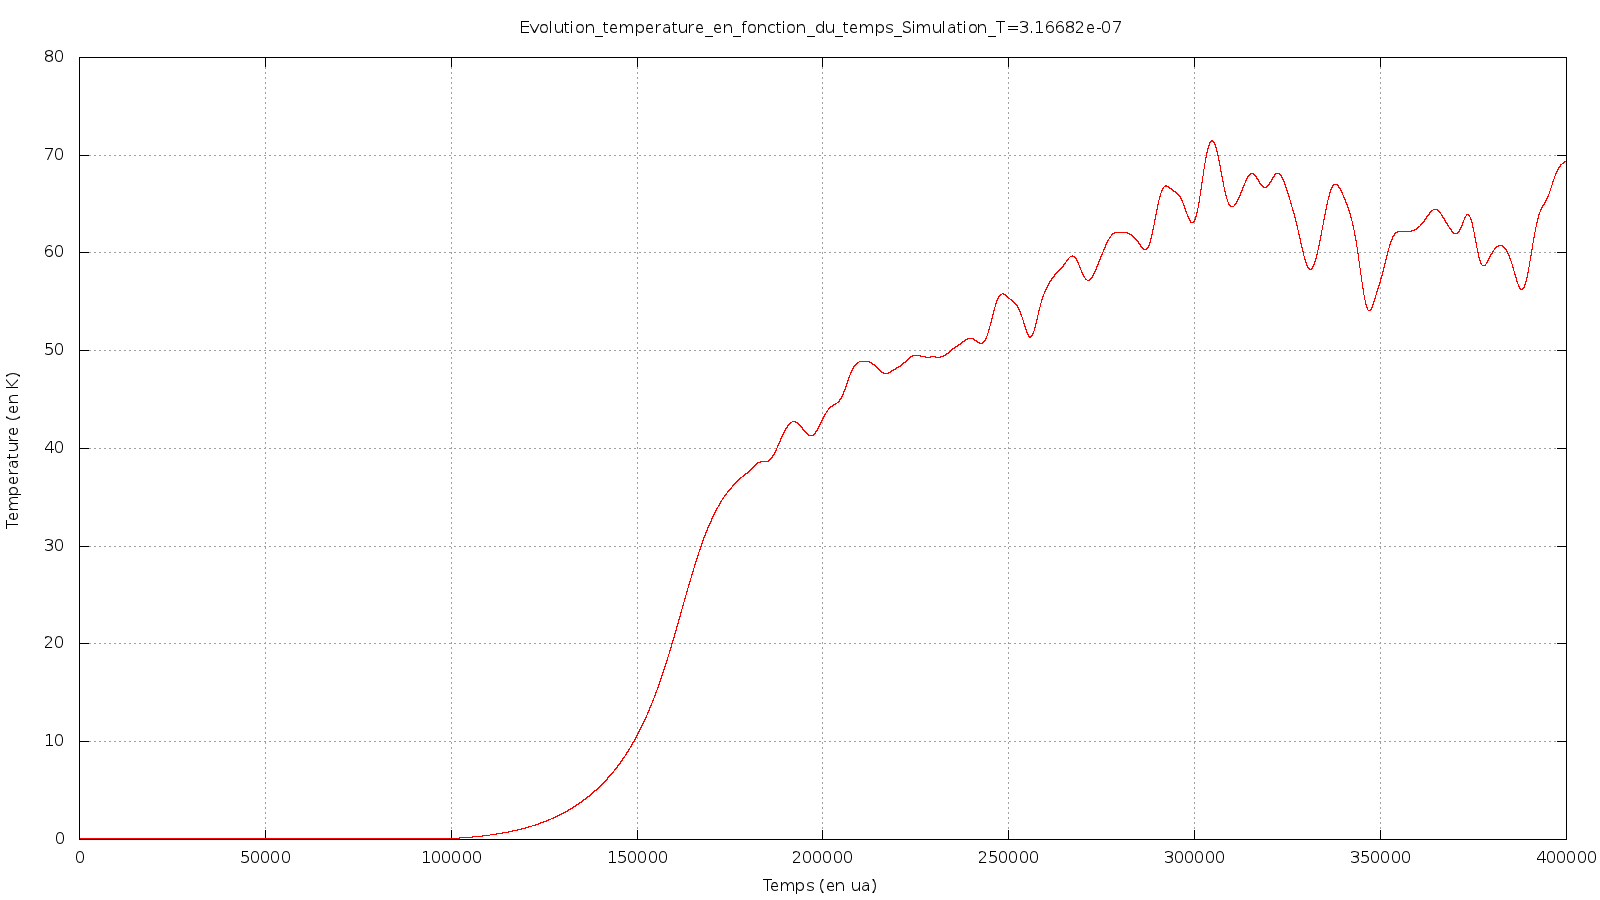 Evolution_temperature_en_fonction_du_temps_Simulation_T=3.16682e-07
80
70
60
50
40
30
20
10
0
Temperature (en K)
0 50000 100000 150000 200000 250000 300000 350000 400000
Temps (en ua)